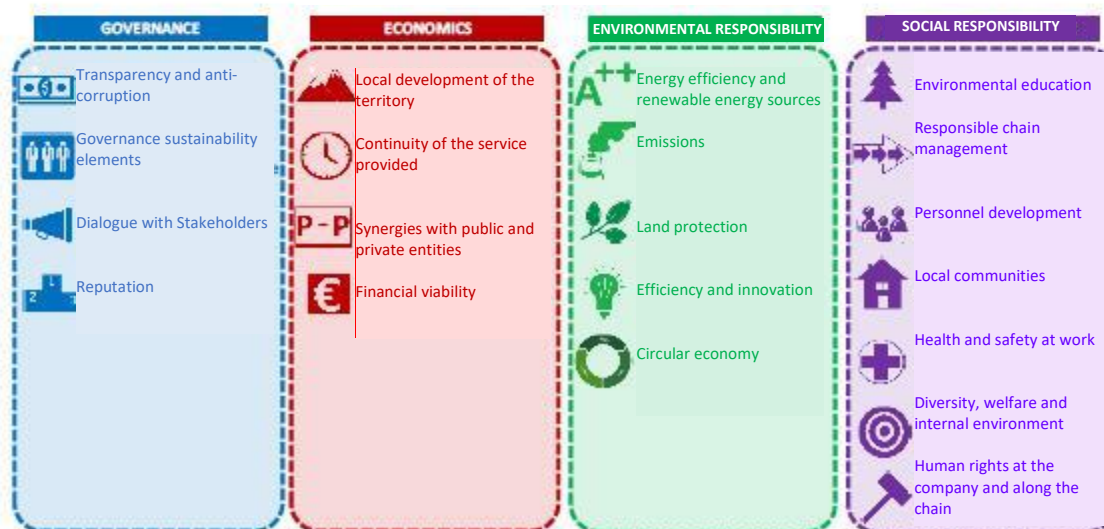 GOVERNANCE
Transparency and anti-
corruption
Governance sustainability
elements
Dialogue with Stakeholders
1
2
Reputation
ECONOMICS
Local development of the
territory
Continuity of the service
provided
P-P
Synergies with public and
private entities
€
Financial viability
ENVIRONMENTAL RESPONSIBILITY
A++
Energy efficiency and
renewable energy sources
Emissions
Land protection
Efficiency and innovation
Circular economy
SOCIAL RESPONSIBILITY
Environmental education
Responsible chain
management
Personnel development
Local communities
Health and safety at work
Diversity, welfare and
internal environment
Human rights at the
company and along the
chain